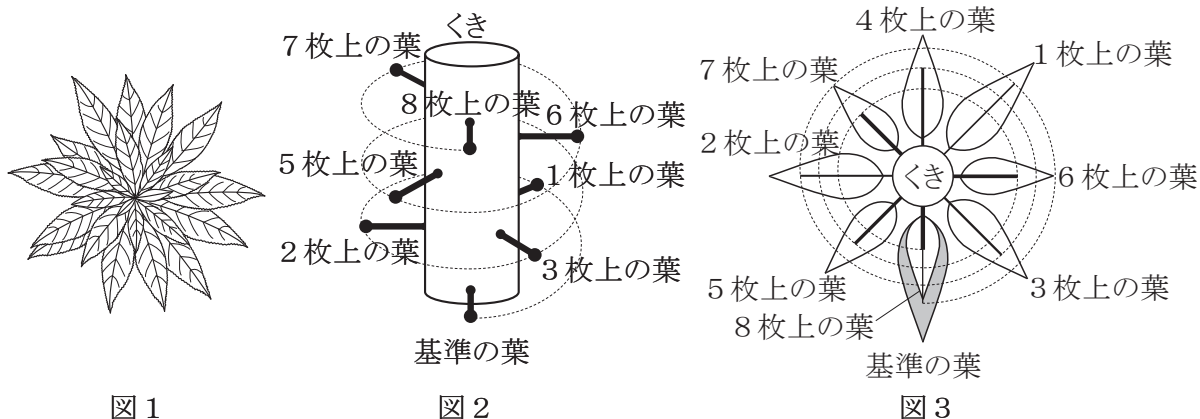 くき
7枚上の葉
8枚上の葉
6枚上の葉
5枚上の葉
1枚上の葉
2枚上の葉
3枚上の葉
基準の葉
4枚上の葉
1枚上の葉
7枚上の葉
2枚上の葉
くき
6枚上の葉
5枚上の葉
3枚上の葉
8枚上の葉
基準の葉
図1
図2
図3